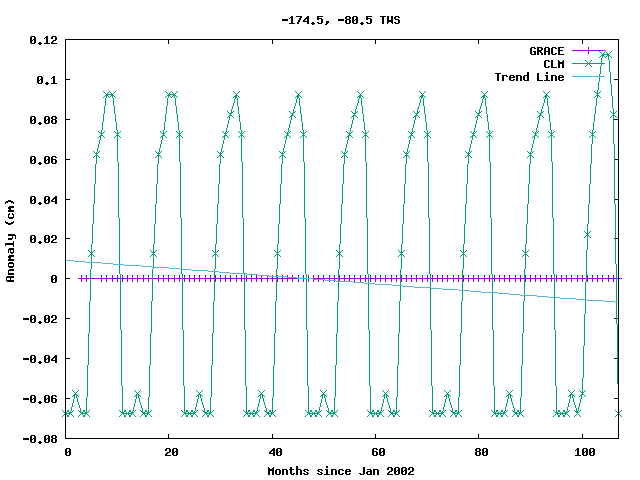 -174.5, -80.5 TWS
GRACE
CLM
Trend Line
0.12
0.1
0.08
0.06
0.04
0.02
0
-0.02
-0.04
-0.06
-0.08
Anomaly (cm)
0 20 40 60 80 100
Months since Jan 2002